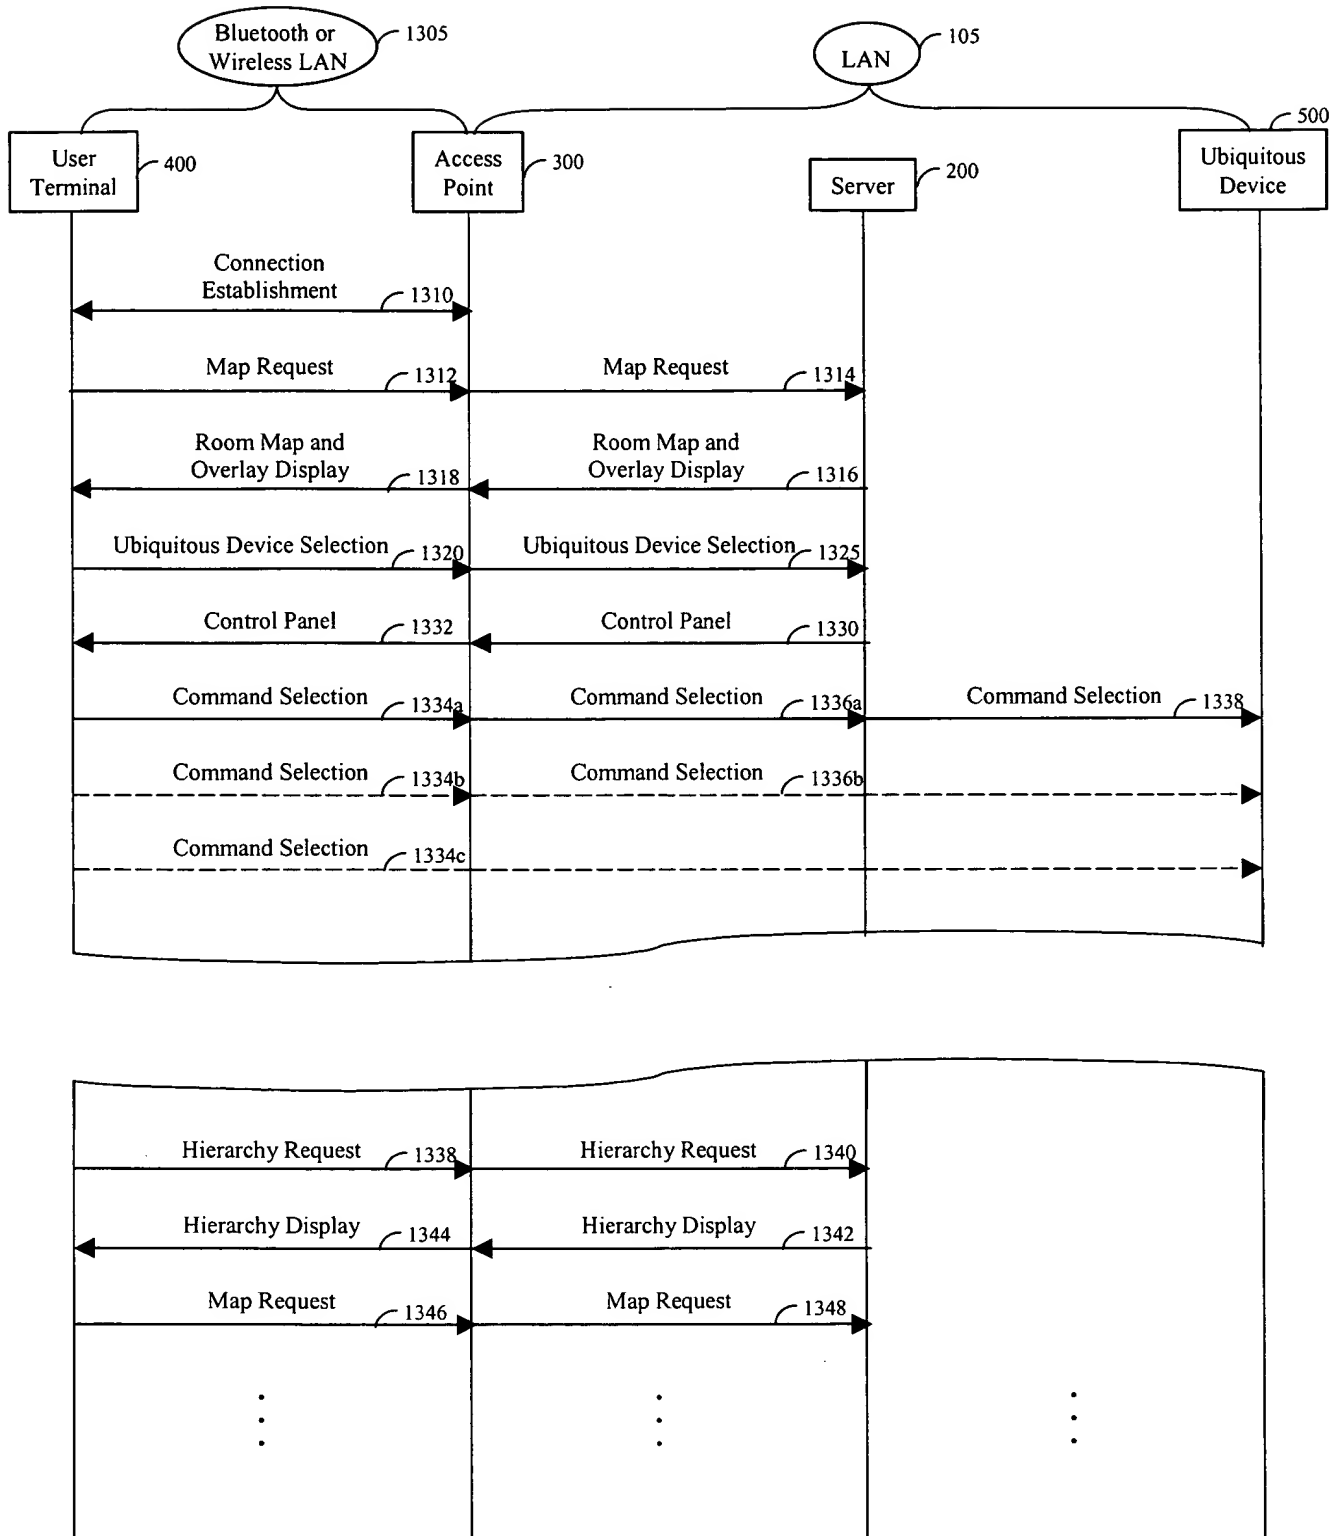 Bluetooth or
Wireless LAN
1305
LAN
105
User
Terminal
400
Access
Point
300
Server
200
500
Ubiquitous
Device
Connection
Establishment
1310
Map Request
1312
Map Request
1314
Room Map and
Overlay Display
1318
Room Map and
Overlay Display
1316
Ubiquitous Device Selection
1320
Ubiquitous Device Selection
1325
Control Panel
1332
Control Panel
1330
Command Selection
1334a
Command Selection
1336a
Command Selection
1338
Command Selection
1334b
Command Selection
1336b
Command Selection
1334c
Hierarchy Request
1338
Hierarchy Request
1340
Hierarchy Display
1344
Hierarchy Display
1342
Map Request
1346
Map Request
1348